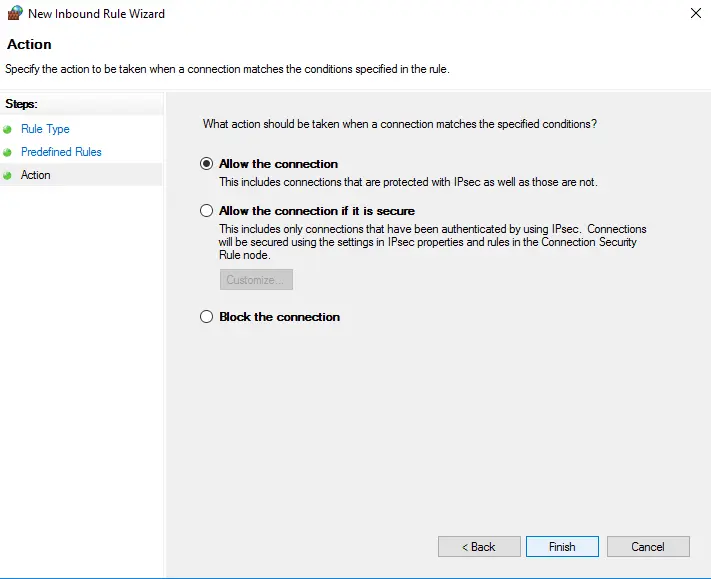 New Inbound Rule Wizard
Action
Specify the action to be taken when a connection matches the conditions specified in the rule.
Steps:
Rule Type
Predefined Rules
Action
What action should be taken when a connection matches the specified conditions?
Allow the connection
This includes connections that are protected with IPsec as well as those are not.
Allow the connection if it is secure
This includes only connections that have been authenticated by using IPsec. Connections
will be secured using the settings in IPsec properties and rules in the Connection Security
Rule node.
Customize...
Block the connection
< Back
Finish
Cancel